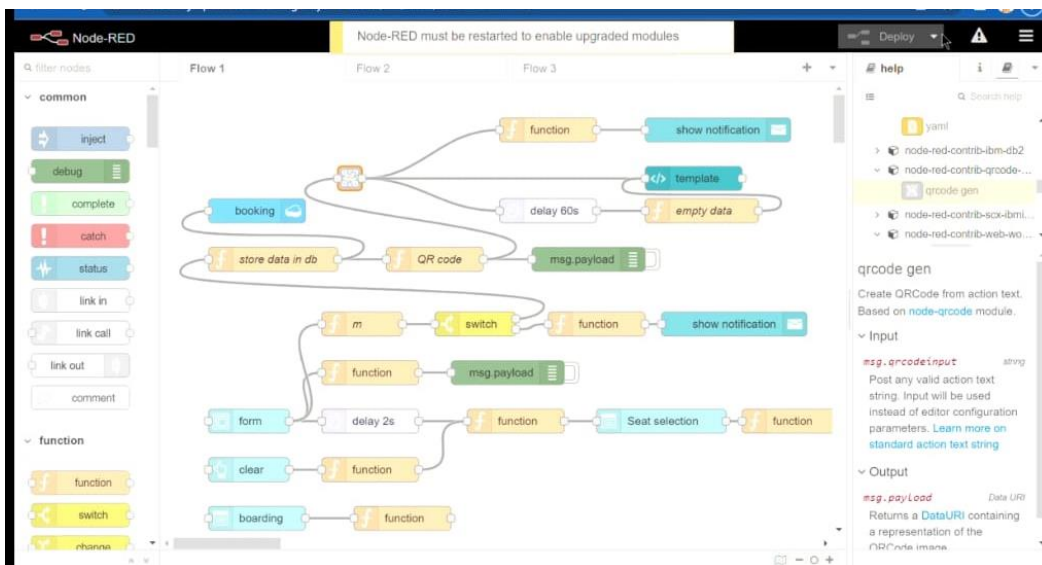 Node-RED
Node-RED must be restarted to enable upgraded modules
Deploy
filter nodes
Flow 1
Flow 2
Flow 3
help
i
Search help
common
inject
debug
complete
catch
status
link in
link call
link out
comment
function
function
switch
change
function
show notification
template
booking
delay 60s
empty data
store data in db
QR code
msg.payload
m
switch
function
show notification
function
msg.payload
form
delay 2s
function
Seat selection
function
clear
function
boarding
function
yaml
node-red-contrib-ibm-db2
node-red-contrib-qrcode-...
qrcode gen
node-red-contrib-scx-ibmi...
node-red-contrib-web-wo...
qrcode gen
Create QRCode from action text.
Based on node-qrcode module.
Input
msg.qrcodeinput string
Post any valid action text
string. Input will be used
instead of editor configuration
parameters. Learn more on
standard action text string
Output
msg.payload Data URI
Returns a DataURI containing
a representation of the
QRCode image